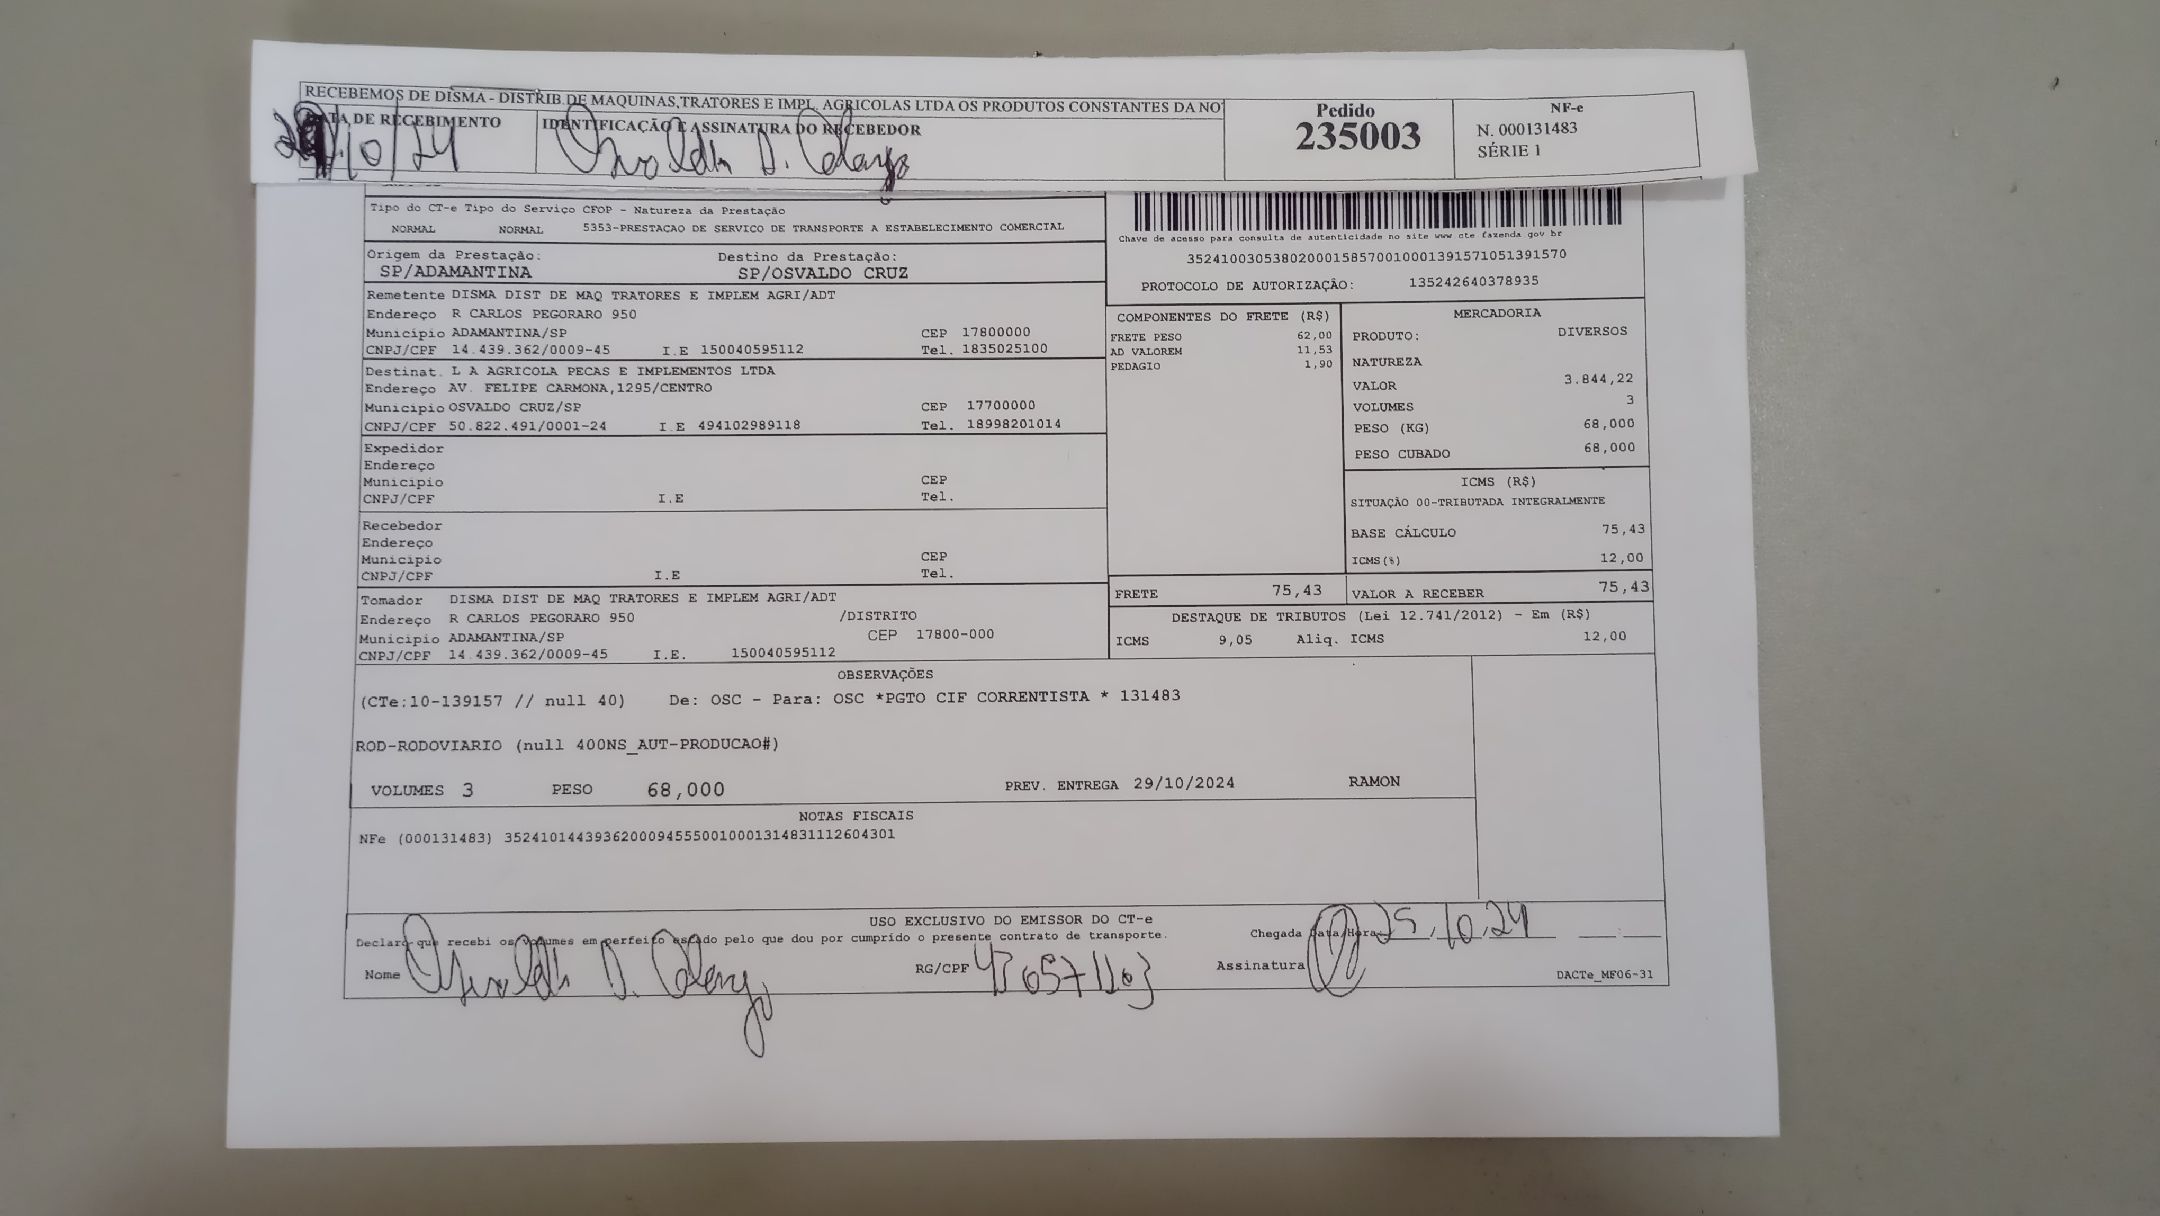 RECEBEMOS DE DISMA - DISTRIB.DE MAQUINAS,TRATORES E IMPL. AGRICOLAS LTDA OS PRODUTOS CONSTANTES DA NO
DE RECEBIMENTO
/10/24
IDENTIFICAÇÃO E ASSINATURA DO RECEBEDOR
Pedido
235003
NF-e
N. 000131483
SÉRIE 1
Tipo do CT-e Tipo do Serviço CFOP - Natureza da Prestação
NORMAL NORMAL 5353-PRESTACAO DE SERVICO DE TRANSPORTE A ESTABELECIMENTO COMERCIAL
Origem da Prestação: Destino da Prestação:
SP/ADAMANTINA SP/OSVALDO CRUZ
Chave de acesso para consulta de autenticidade no site www cte fazenda gov br
35241003053802000158570010001391571051391570
PROTOCOLO DE AUTORIZAÇÃO: 135242640378935
Remetente DISMA DIST DE MAQ TRATORES E IMPLEM AGRI/ADT
Endereço R CARLOS PEGORARO 950
Municipio ADAMANTINA/SP CEP 17800000
CNPJ/CPF 14.439.362/0009-45 I.E 150040595112 Tel. 1835025100
Destinat. L A AGRICOLA PECAS E IMPLEMENTOS LTDA
Endereço AV. FELIPE CARMONA,1295/CENTRO
Municipio OSVALDO CRUZ/SP CEP 17700000
CNPJ/CPF 50.822.491/0001-24 I.E 494102989118 Tel. 18998201014
Expedidor
Endereço
Municipio CEP
CNPJ/CPF I.E Tel.
Recebedor
Endereço
Municipio CEP
CNPJ/CPF I.E Tel.
Tomador DISMA DIST DE MAQ TRATORES E IMPLEM AGRI/ADT
Endereço R CARLOS PEGORARO 950 /DISTRITO
Municipio ADAMANTINA/SP CEP 17800-000
CNPJ/CPF 14.439.362/0009-45 I.E. 150040595112
COMPONENTES DO FRETE (R$)
FRETE PESO 62,00
AD VALOREM 11,53
PEDAGIO 1,90
MERCADORIA
PRODUTO: DIVERSOS
NATUREZA
VALOR 3.844,22
VOLUMES 3
PESO (KG) 68,000
PESO CUBADO 68,000
ICMS (R$)
SITUAÇÃO 00-TRIBUTADA INTEGRALMENTE
BASE CÁLCULO 75,43
ICMS(%) 12,00
FRETE 75,43
VALOR A RECEBER 75,43
DESTAQUE DE TRIBUTOS (Lei 12.741/2012) - Em (R$)
ICMS 9,05 Aliq. ICMS 12,00
OBSERVAÇÕES
(CTe:10-139157 // null 40) De: OSC - Para: OSC *PGTO CIF CORRENTISTA * 131483
ROD-RODOVIARIO (null 400NS_AUT-PRODUCAO#)
VOLUMES 3 PESO 68,000 PREV. ENTREGA 29/10/2024 RAMON
NOTAS FISCAIS
NFe (000131483) 35241014439362000945550010001314831112604301
USO EXCLUSIVO DO EMISSOR DO CT-e
Declaro que recebi os volumes em perfeito estado pelo que dou por cumprido o presente contrato de transporte.
Chegada Data/Hora 25.10.24
Nome
RG/CPF
Assinatura
DACTe_MF06-31